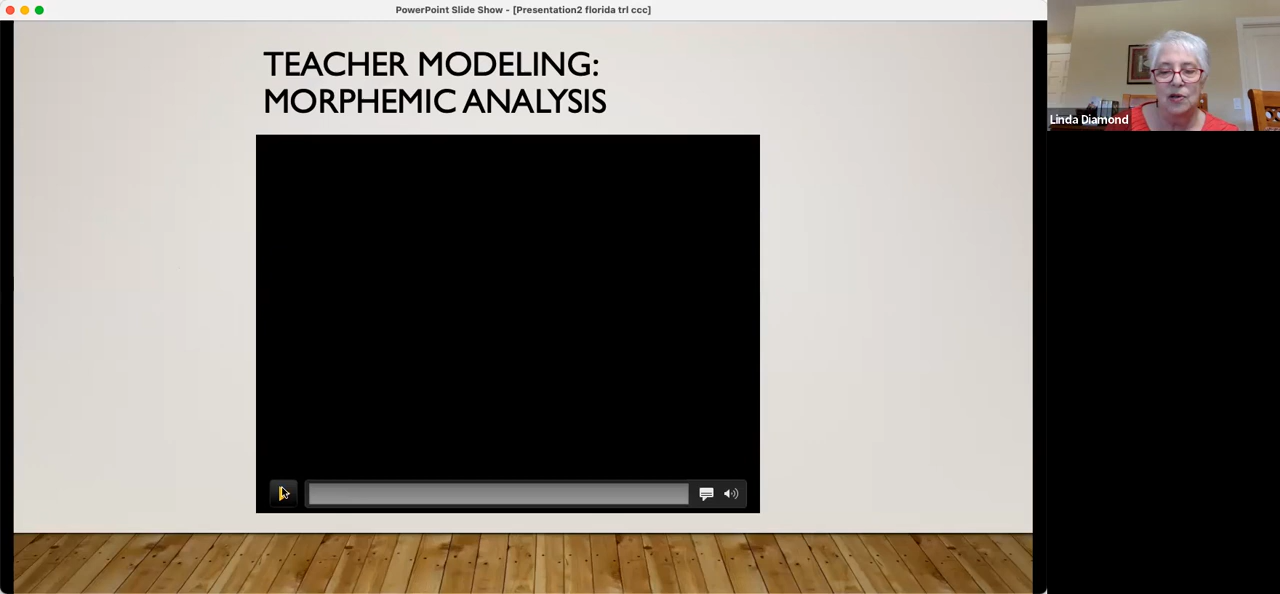 PowerPoint Slide Show - [Presentation2 florida trl ccc]
TEACHER MODELING:
MORPHEMIC ANALYSIS
Linda Diamond